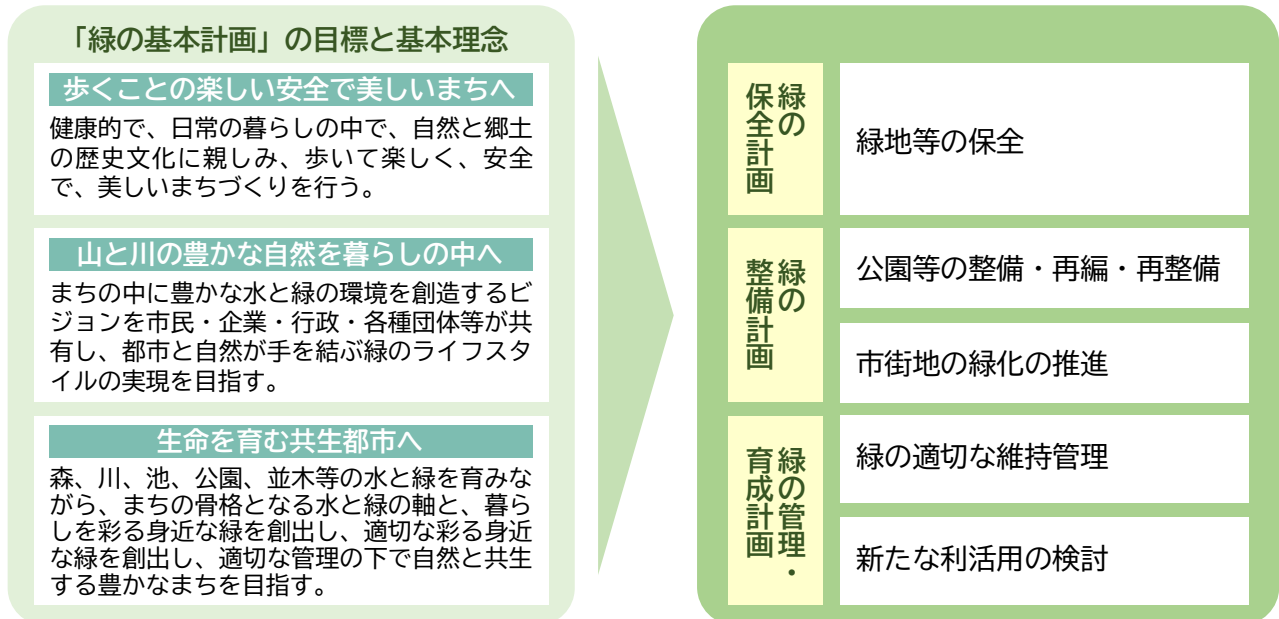 「緑の基本計画」の目標と基本理念
歩くことの楽しい安全で美しいまちへ
健康的で、日常の暮らしの中で、自然と郷土
の歴史文化に親しみ、歩いて楽しく、安全
で、美しいまちづくりを行う。
山と川の豊かな自然を暮らしの中へ
まちの中に豊かな水と緑の環境を創造するビ
ジョンを市民・企業・行政・各種団体等が共
有し、都市と自然が手を結ぶ緑のライフスタ
イルの実現を目指す。
生命を育む共生都市へ
森、川、池、公園、並木等の水と緑を育みな
がら、まちの骨格となる水と緑の軸と、暮ら
しを彩る身近な緑を創出し、適切な彩る身近
な緑を創出し、適切な管理の下で自然と共生
する豊かなまちを目指す。
緑の
保全計画
緑地等の保全
緑の
整備計画
公園等の整備・再編・再整備
市街地の緑化の推進
緑の管理・
育成計画
緑の適切な維持管理
新たな利活用の検討